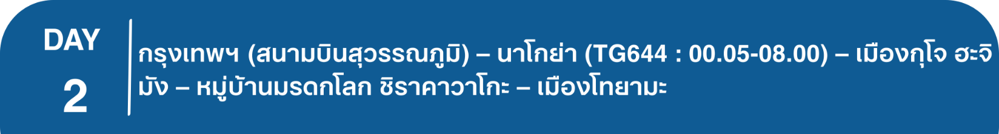 DAY
2
กรุงเทพฯ (สนามบินสุวรรณภูมิ) – นาโกย่า (TG644 : 00.05-08.00) – เมืองกุโจ ฮะจิ
มัง – หมู่บ้านมรดกโลก ชิราคาวาโกะ – เมืองโทยามะ